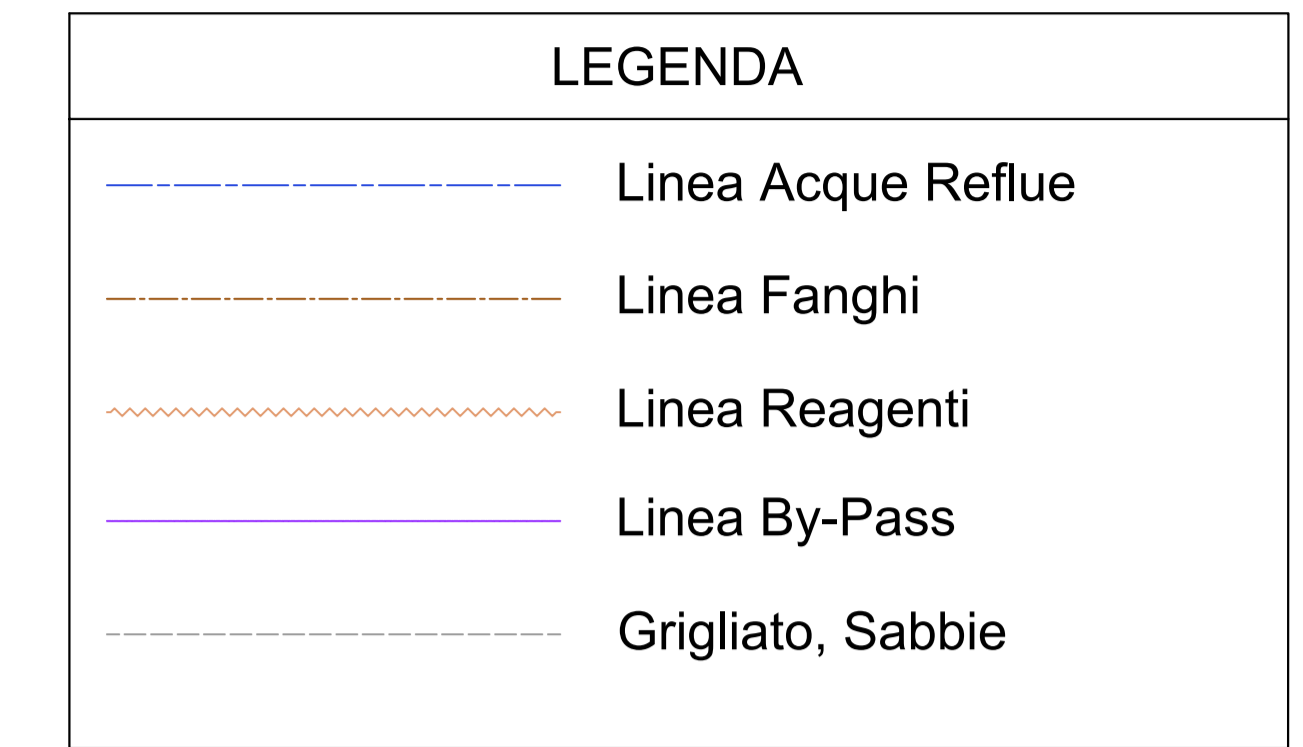 LEGENDA
Linea Acque Reflue
Linea Fanghi
Linea Reagenti
Linea By-Pass
Grigliato, Sabbie